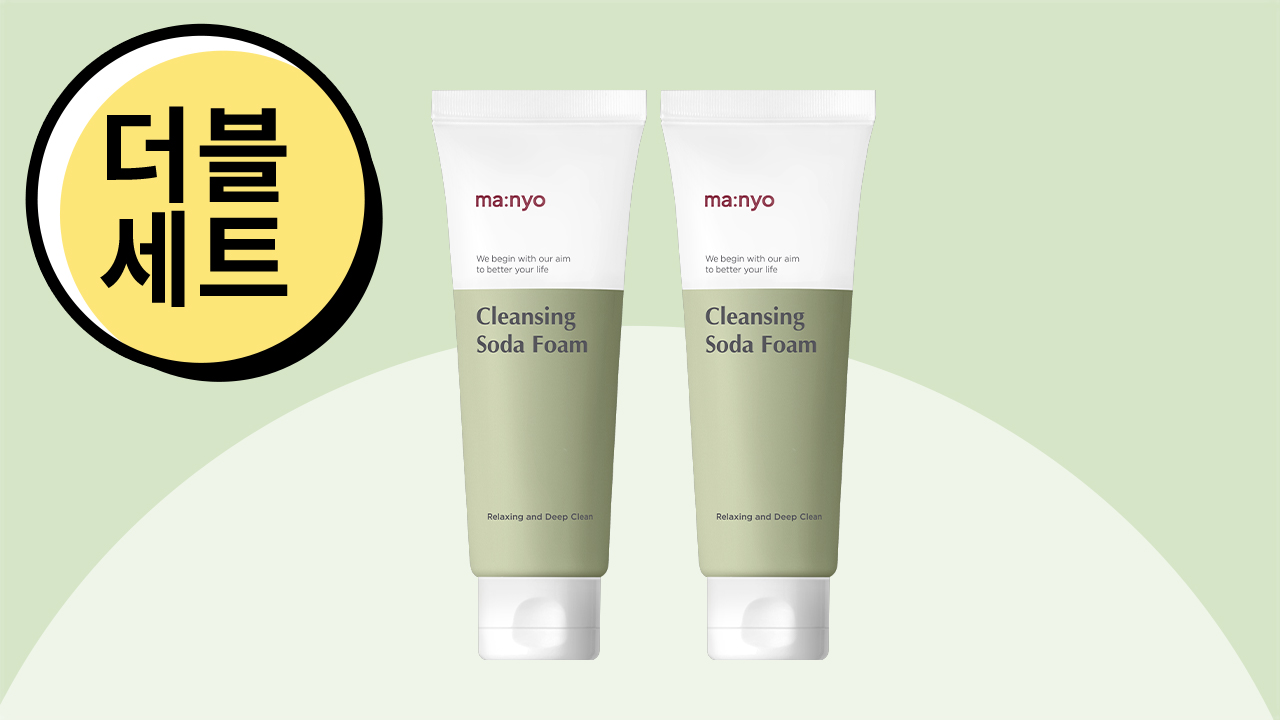 더블
세트
ma:nyo
We begin with our aim
to better your life
Cleansing
Soda Foam
Relaxing and Deep Clean
ma:nyo
We begin with our aim
to better your life
Cleansing
Soda Foam
Relaxing and Deep Clean